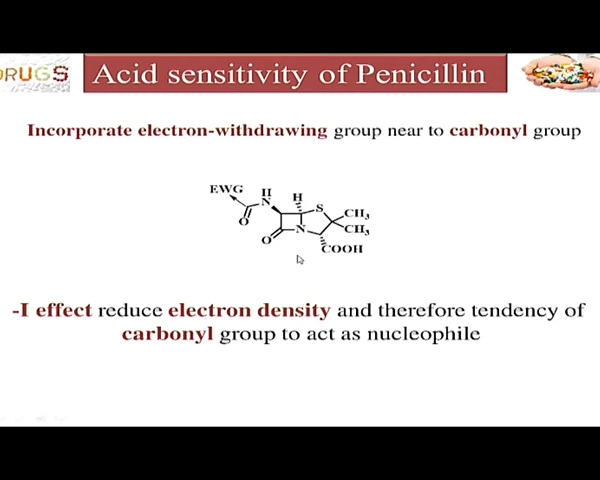 DRUGS
Acid sensitivity of Penicillin
Incorporate electron-withdrawing group near to carbonyl group
EWG
H
N
H
S
CH3
CH3
O
N
O
COOH
-I effect reduce electron density and therefore tendency of
carbonyl group to act as nucleophile